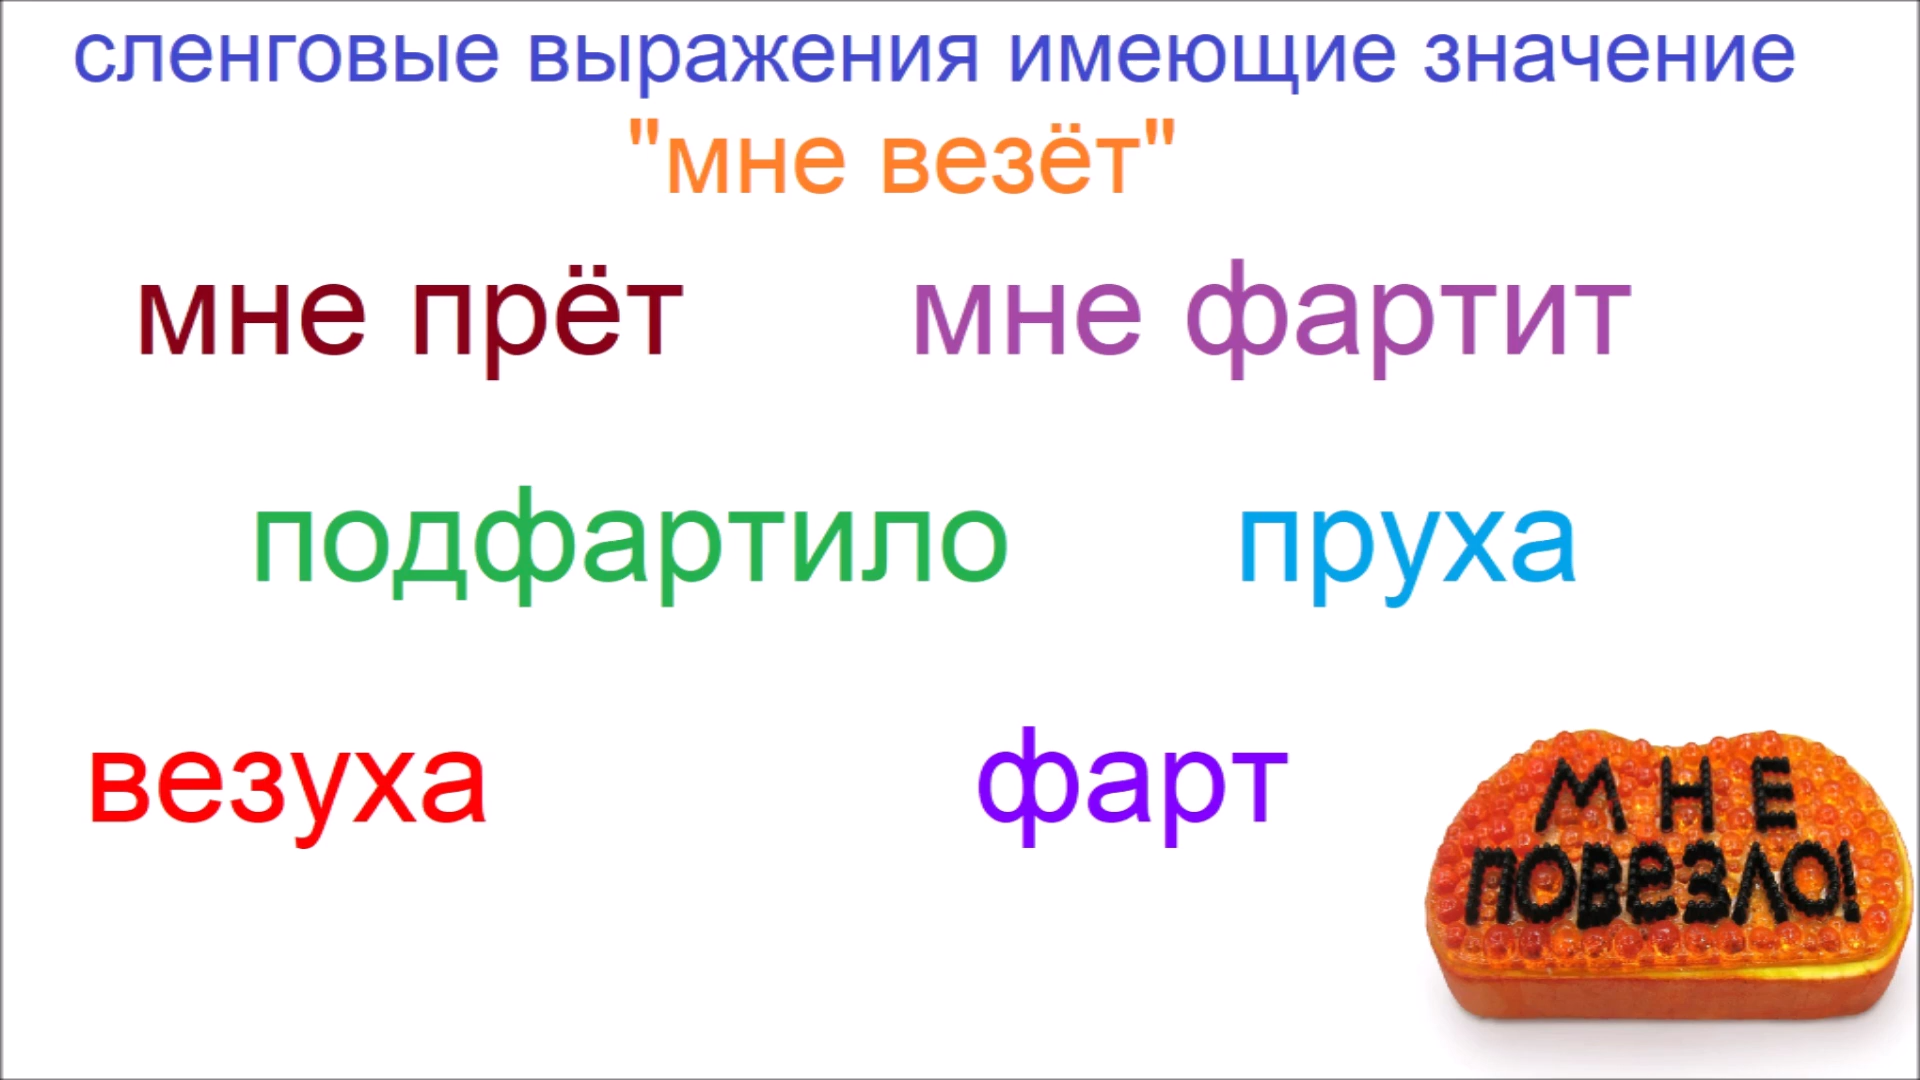 сленговые выражения имеющие значение
"мне везёт"
мне прёт мне фартит
подфартило пруха
везуха фарт
МНЕ
ПОВЕЗЛО!